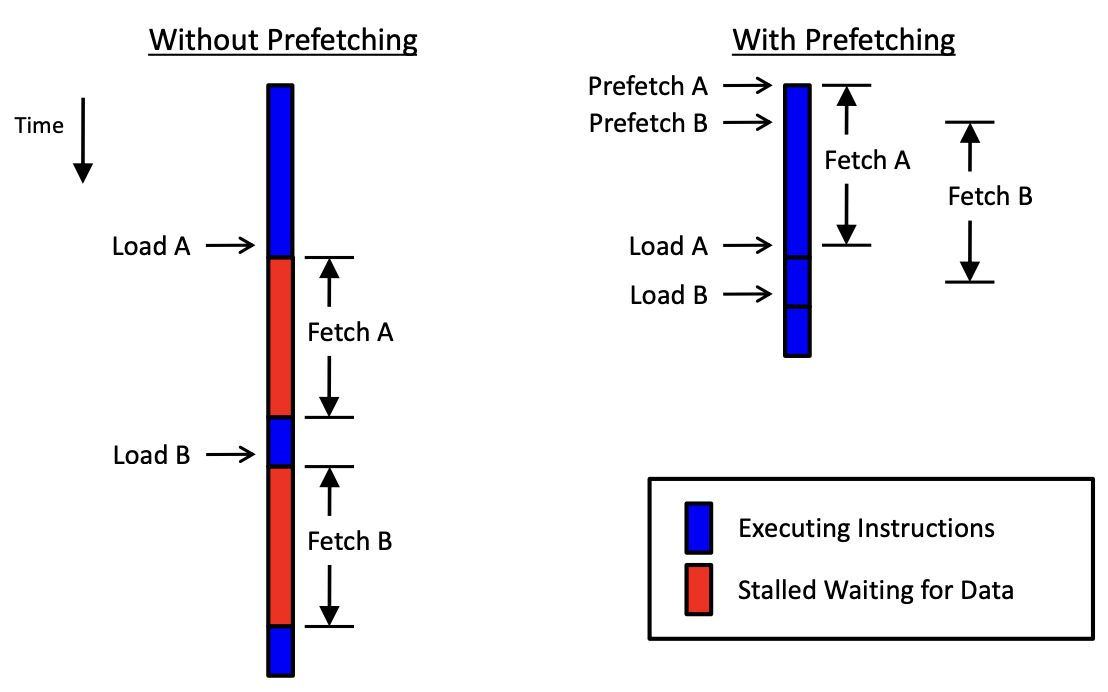 Without Prefetching
Time
Load A
Fetch A
Load B
Fetch B
With Prefetching
Prefetch A
Prefetch B
Fetch A
Fetch B
Load A
Load B
Executing Instructions
Stalled Waiting for Data